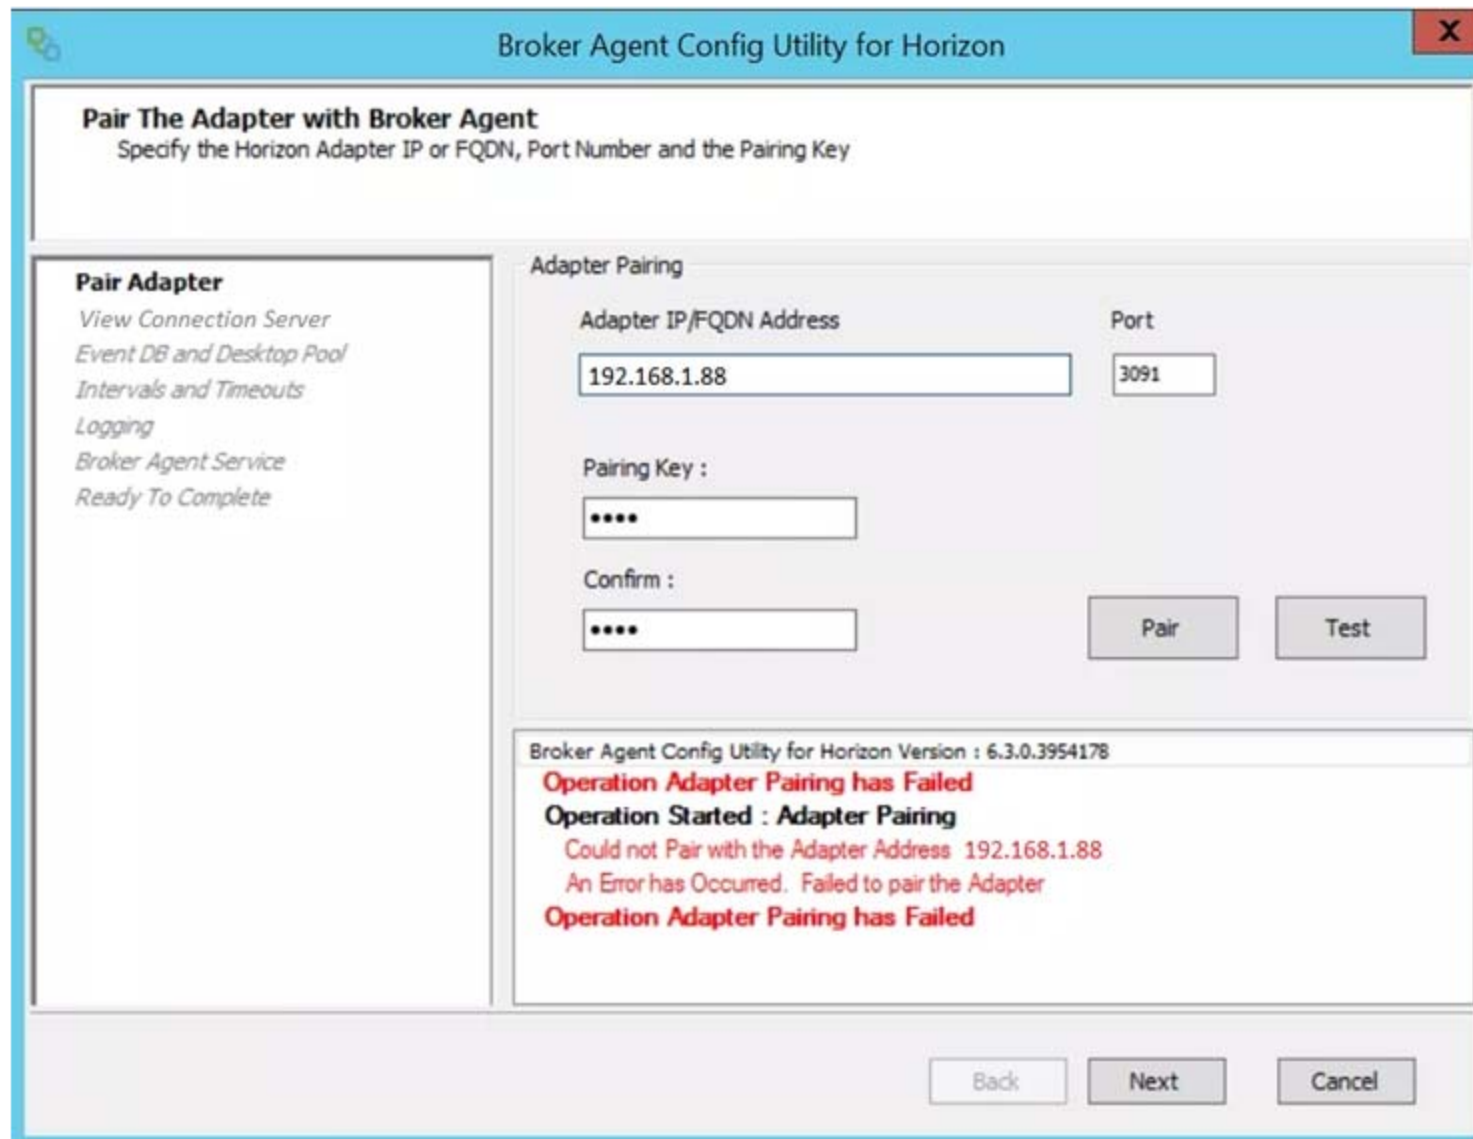 Broker Agent Config Utility for Horizon
X
Pair The Adapter with Broker Agent
Specify the Horizon Adapter IP or FQDN, Port Number and the Pairing Key
Pair Adapter
View Connection Server
Event DB and Desktop Pool
Intervals and Timeouts
Logging
Broker Agent Service
Ready To Complete
Adapter Pairing
Adapter IP/FQDN Address
Port
192.168.1.88
3091
Pairing Key :
••••
Confirm :
••••
Pair
Test
Broker Agent Config Utility for Horizon Version : 6.3.0.3954178
Operation Adapter Pairing has Failed
Operation Started : Adapter Pairing
Could not Pair with the Adapter Address 192.168.1.88
An Error has Occurred. Failed to pair the Adapter
Operation Adapter Pairing has Failed
Back
Next
Cancel